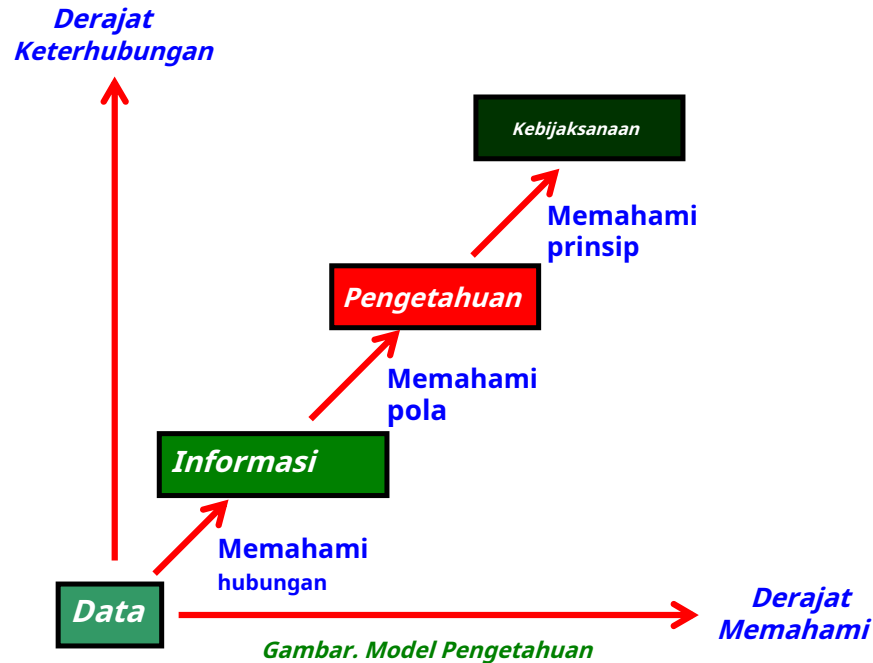 Derajat
Keterhubungan
Kebijaksanaan
Memahami
prinsip
Pengetahuan
Memahami
pola
Informasi
Memahami
hubungan
Data
Derajat
Memahami
Gambar. Model Pengetahuan